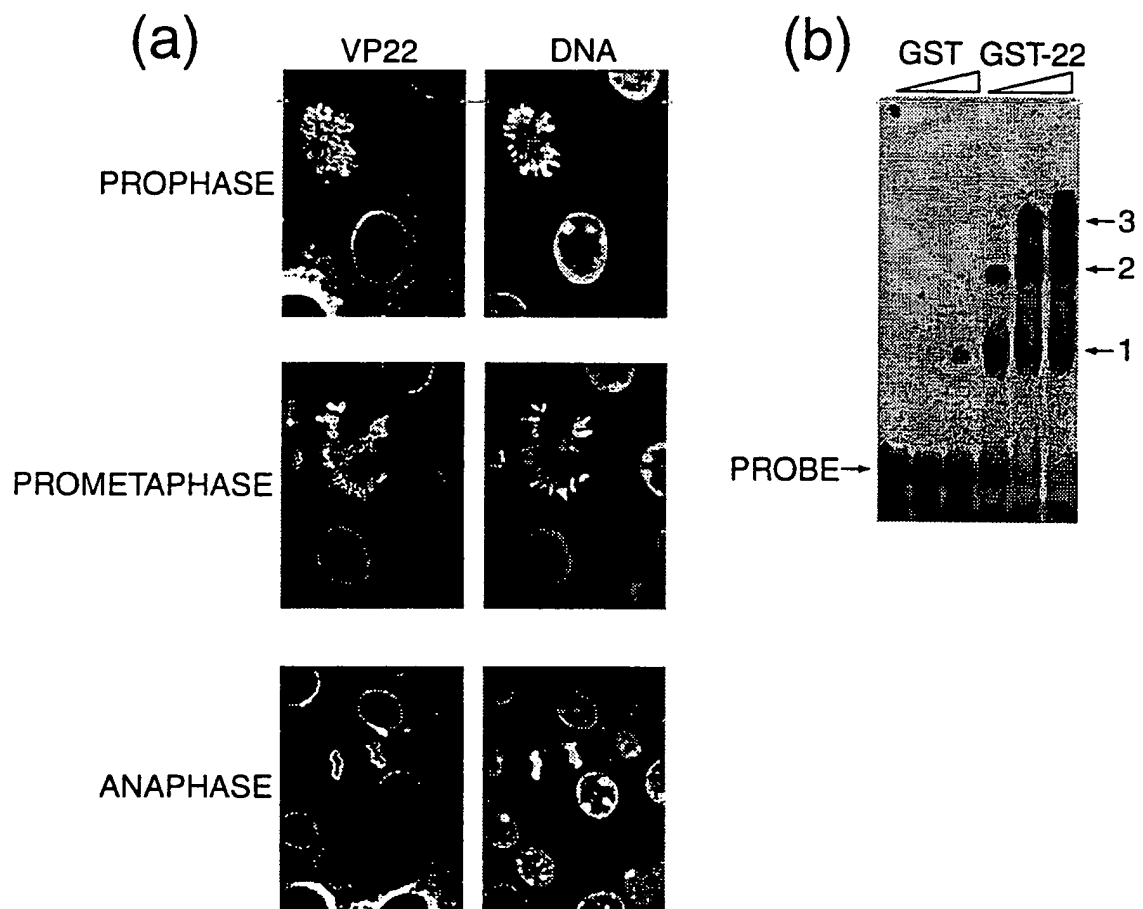 (a)
VP22 DNA
PROPHASE
PROMETAPHASE
ANAPHASE
(b)
GST GST-22
3
2
1
PROBE